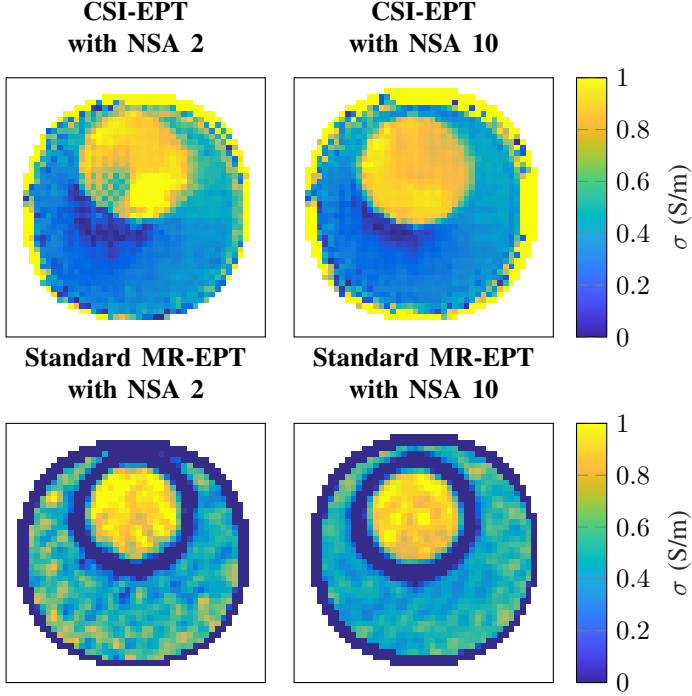 CSI-EPT
with NSA 2
CSI-EPT
with NSA 10
1
0.8
0.6
0.4
0.2
0
σ (S/m)
Standard MR-EPT
with NSA 2
Standard MR-EPT
with NSA 10
1
0.8
0.6
0.4
0.2
0
σ (S/m)